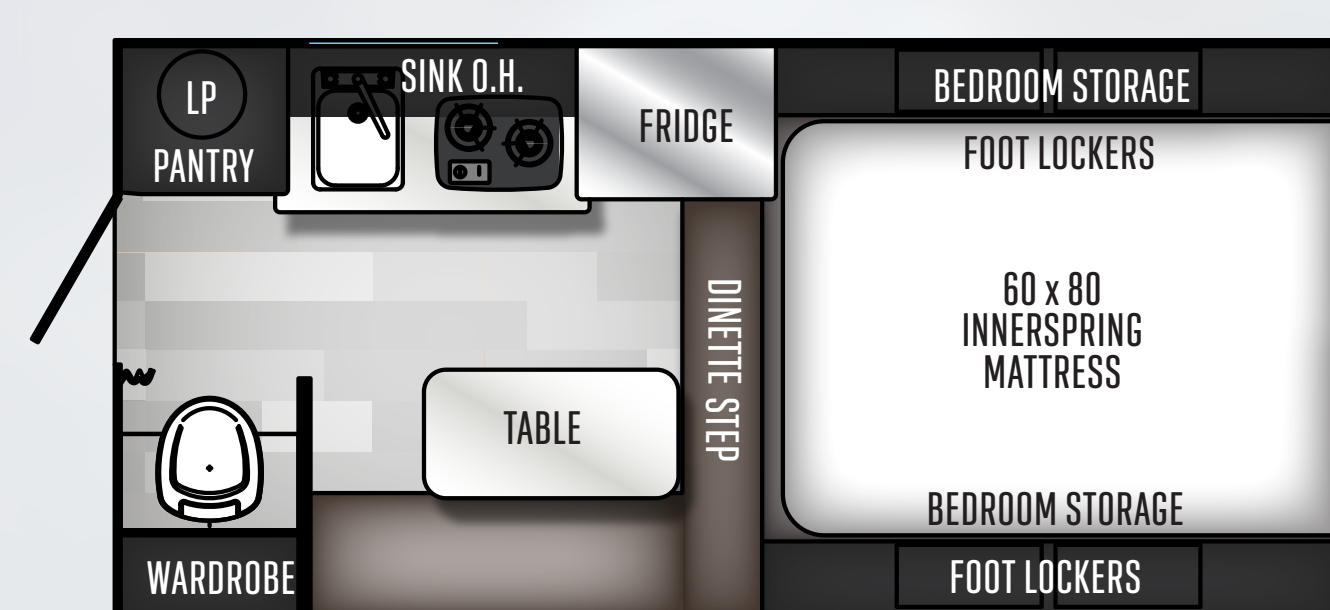 LP
PANTRY
SINK O.H.
FRIDGE
BEDROOM STORAGE
FOOT LOCKERS
60 x 80
INNERSPRING
MATTRESS
DINETTE STEP
TABLE
BEDROOM STORAGE
FOOT LOCKERS
WARDROBE